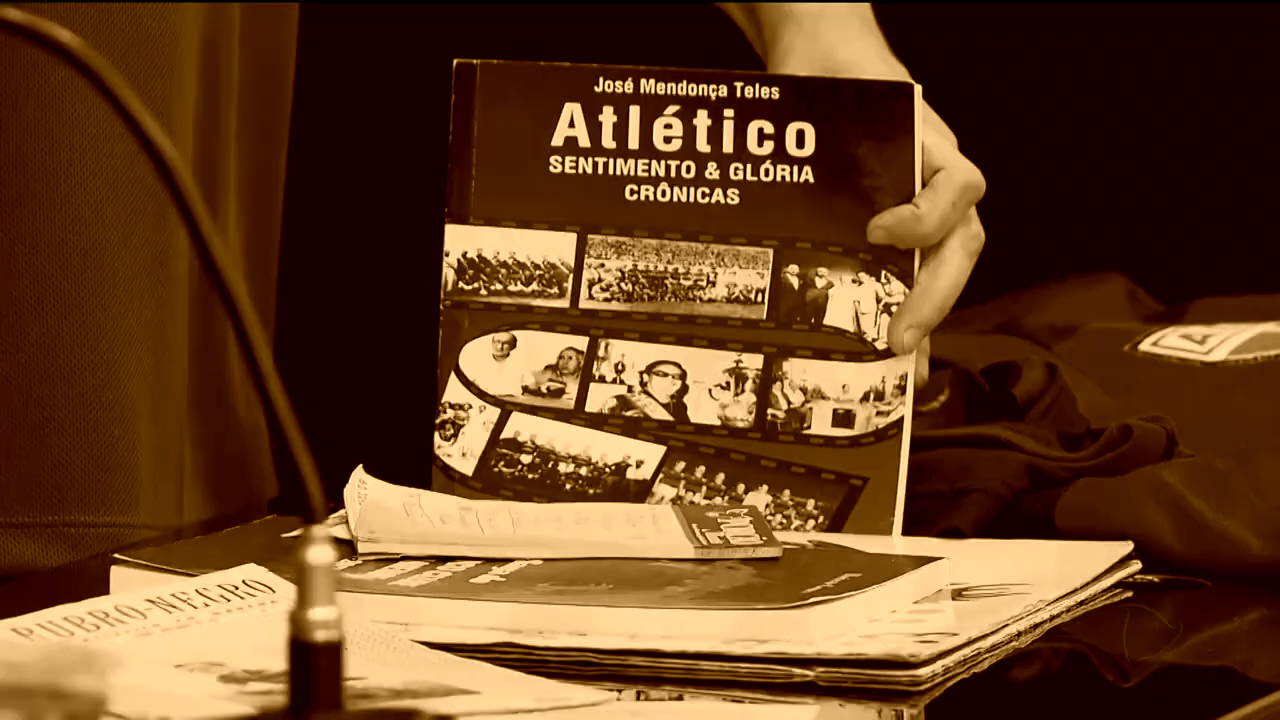 José Mendonça Teles
Atlético
SENTIMENTO & GLÓRIA
CRÔNICAS
RUBRO-NEGRO